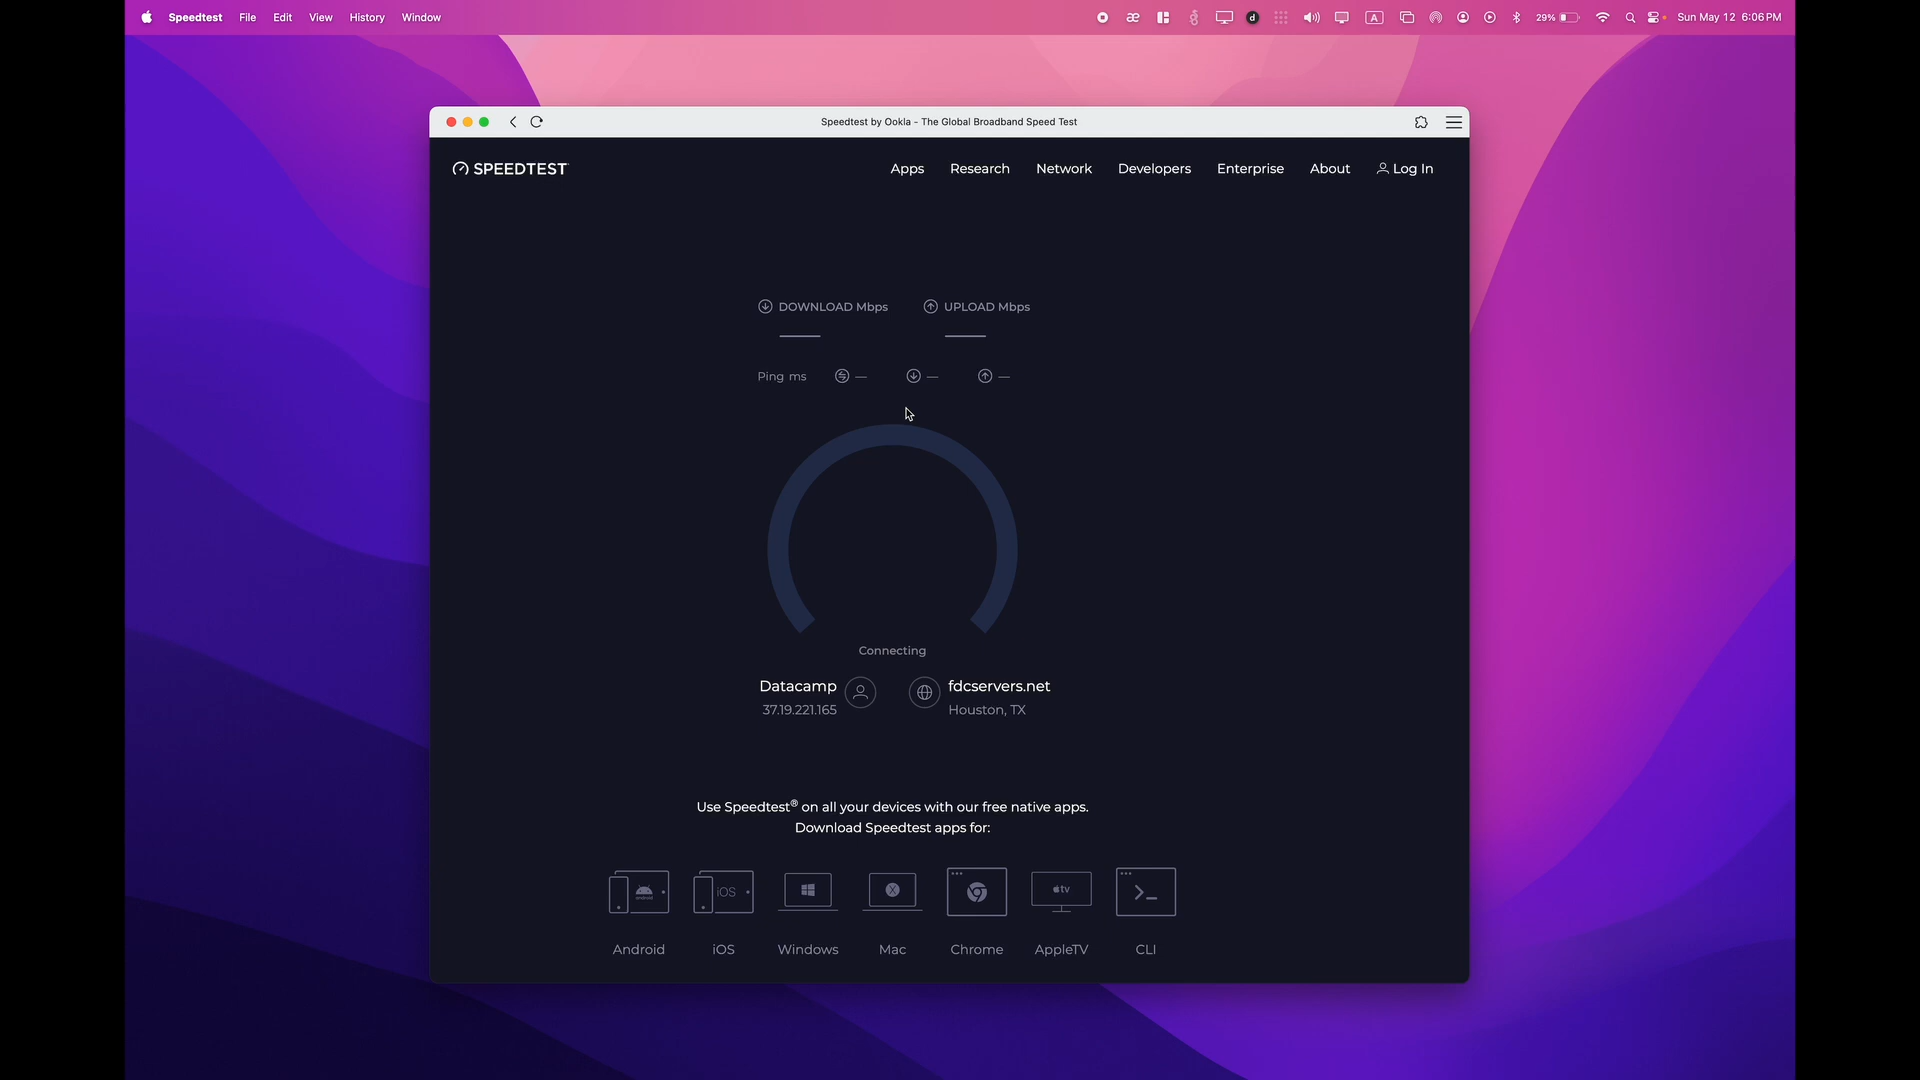 Speedtest File Edit View History Window
æ d A 29% Sun May 12 6:06 PM
Speedtest by Ookla - The Global Broadband Speed Test
SPEEDTEST Apps Research Network Developers Enterprise About Log In
DOWNLOAD Mbps UPLOAD Mbps
Ping ms — — —
Connecting
Datacamp fdcservers.net
37.19.221.165 Houston, TX
Use Speedtest® on all your devices with our free native apps.
Download Speedtest apps for:
android iOS X tv
Android iOS Windows Mac Chrome AppleTV CLI